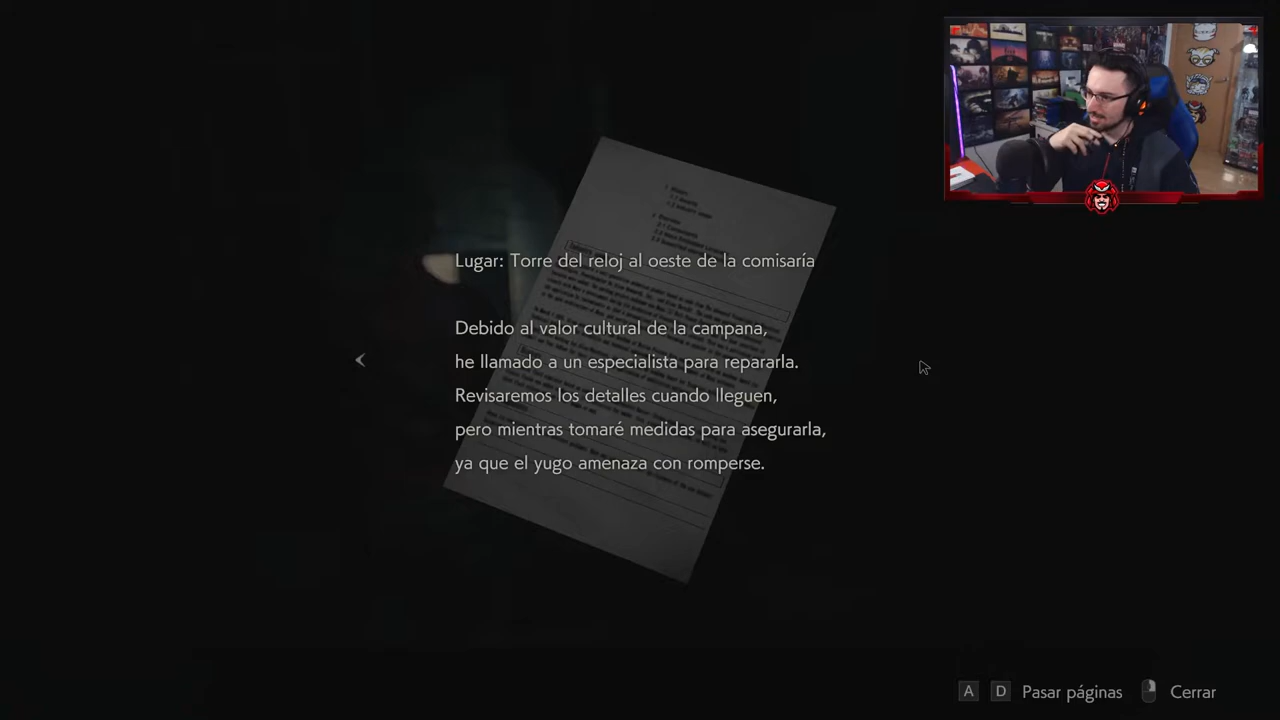 Lugar: Torre del reloj al oeste de la comisaría
Debido al valor cultural de la campana,
he llamado a un especialista para repararla.
Revisaremos los detalles cuando lleguen,
pero mientras tomaré medidas para asegurarla,
ya que el yugo amenaza con romperse.
A D Pasar páginas Cerrar